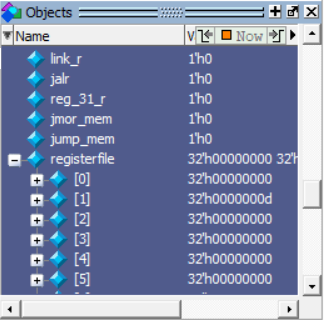 Objects
Name V Now
link_r 1'h0
jalr 1'h0
reg_31_r 1'h0
jmor_mem 1'h0
jump_mem 1'h0
registerfile 32'h00000000 32'h
[0] 32'h00000000
[1] 32'h0000000d
[2] 32'h00000000
[3] 32'h00000000
[4] 32'h00000000
[5] 32'h00000000